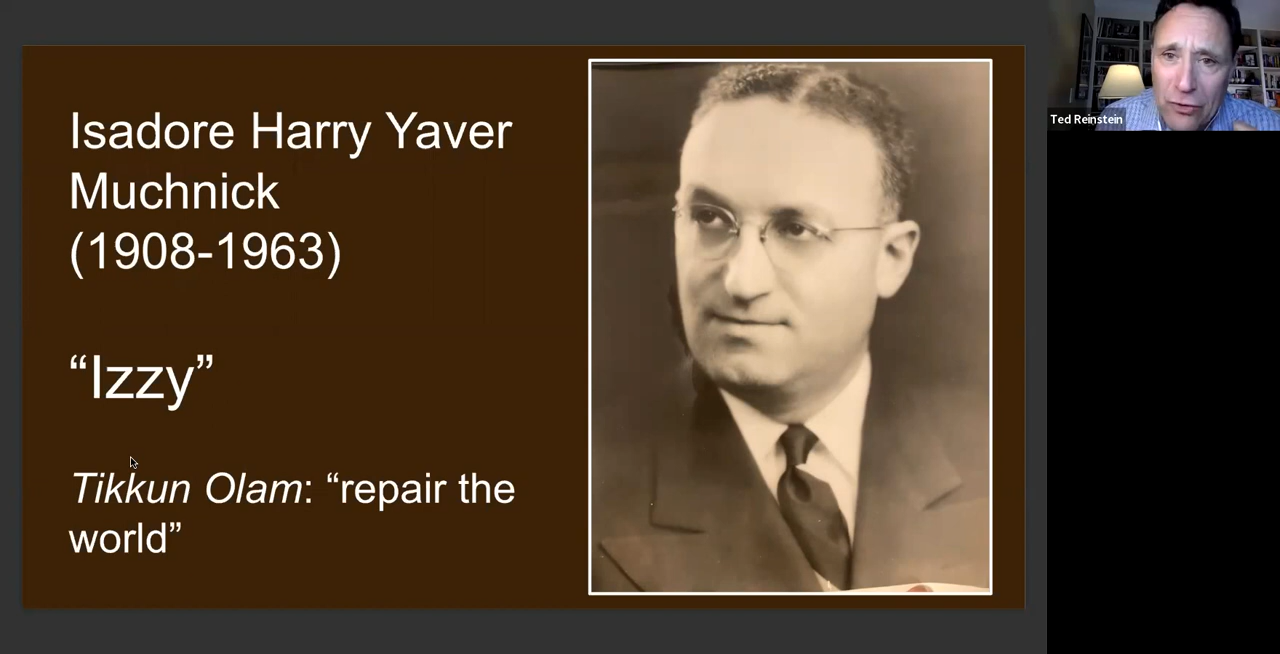 Isadore Harry Yaver
Muchnick
(1908-1963)
“Izzy”
Tikkun Olam: “repair the
world”
Ted Reinstein